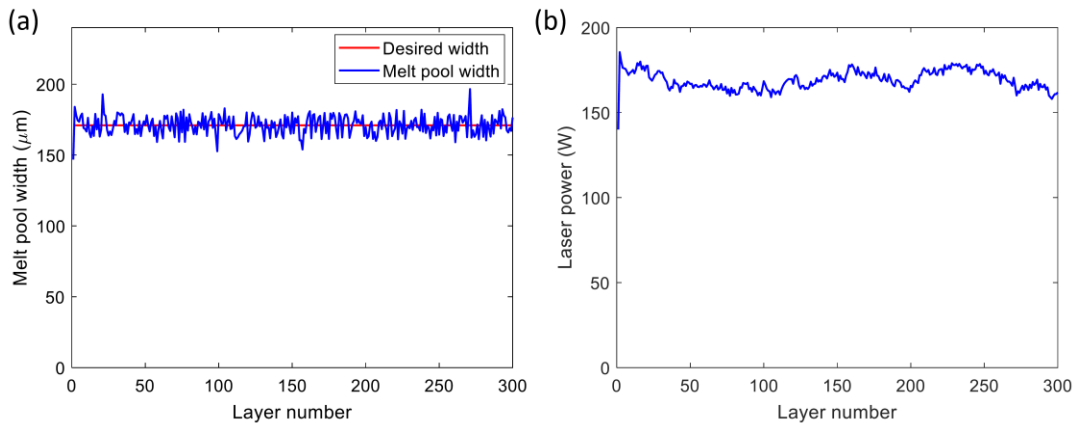 (a)
Desired width
Melt pool width
200
150
100
50
0
Melt pool width (μm)
0 50 100 150 200 250 300
Layer number
(b)
200
150
100
50
0
Laser power (W)
0 50 100 150 200 250 300
Layer number